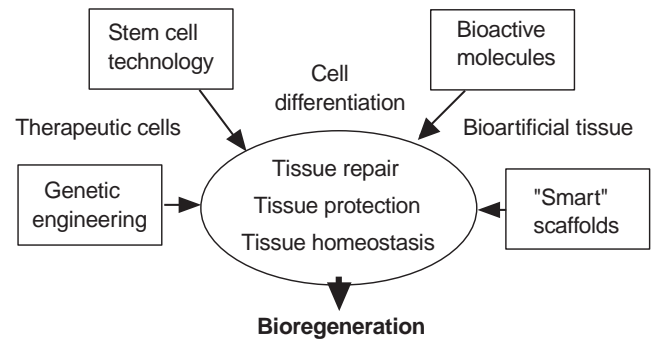 Stem cell
technology
Bioactive
molecules
Cell
differentiation
Therapeutic cells
Bioartificial tissue
Genetic
engineering
Tissue repair
Tissue protection
Tissue homeostasis
"Smart"
scaffolds
Bioregeneration